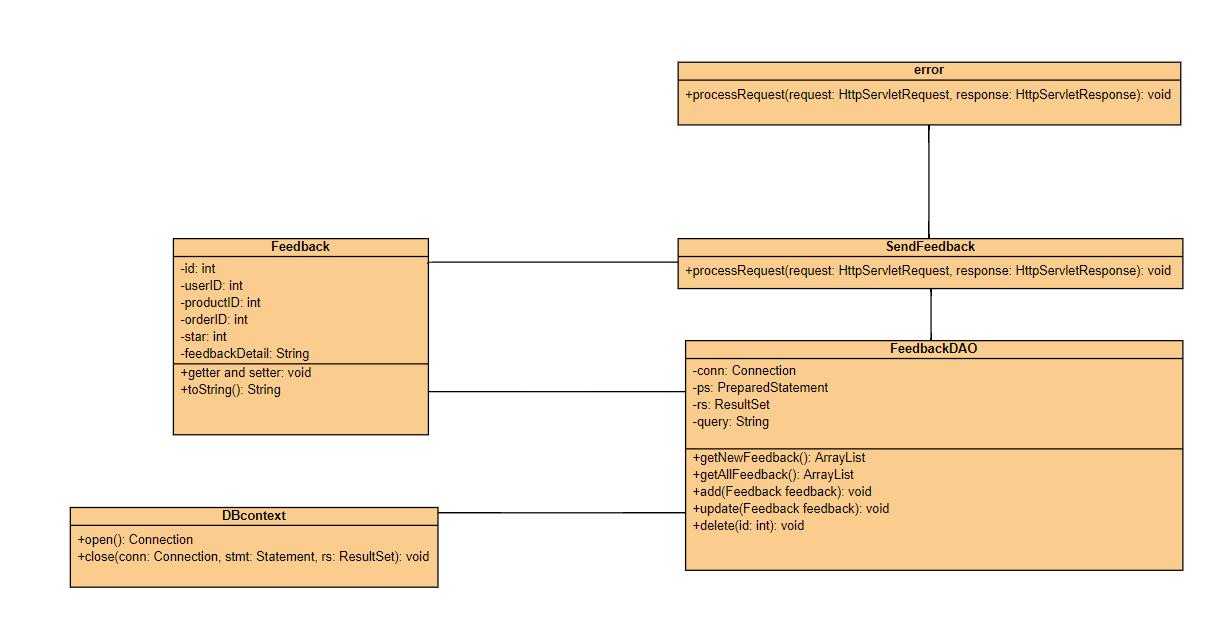 error
+processRequest(request: HttpServletRequest, response: HttpServletResponse): void
Feedback
-id: int
-userID: int
-productID: int
-orderID: int
-star: int
-feedbackDetail: String
+getter and setter: void
+toString(): String
SendFeedback
+processRequest(request: HttpServletRequest, response: HttpServletResponse): void
FeedbackDAO
-conn: Connection
-ps: PreparedStatement
-rs: ResultSet
-query: String
+getNewFeedback(): ArrayList
+getAllFeedback(): ArrayList
+add(Feedback feedback): void
+update(Feedback feedback): void
+delete(id: int): void
DBcontext
+open(): Connection
+close(conn: Connection, stmt: Statement, rs: ResultSet): void